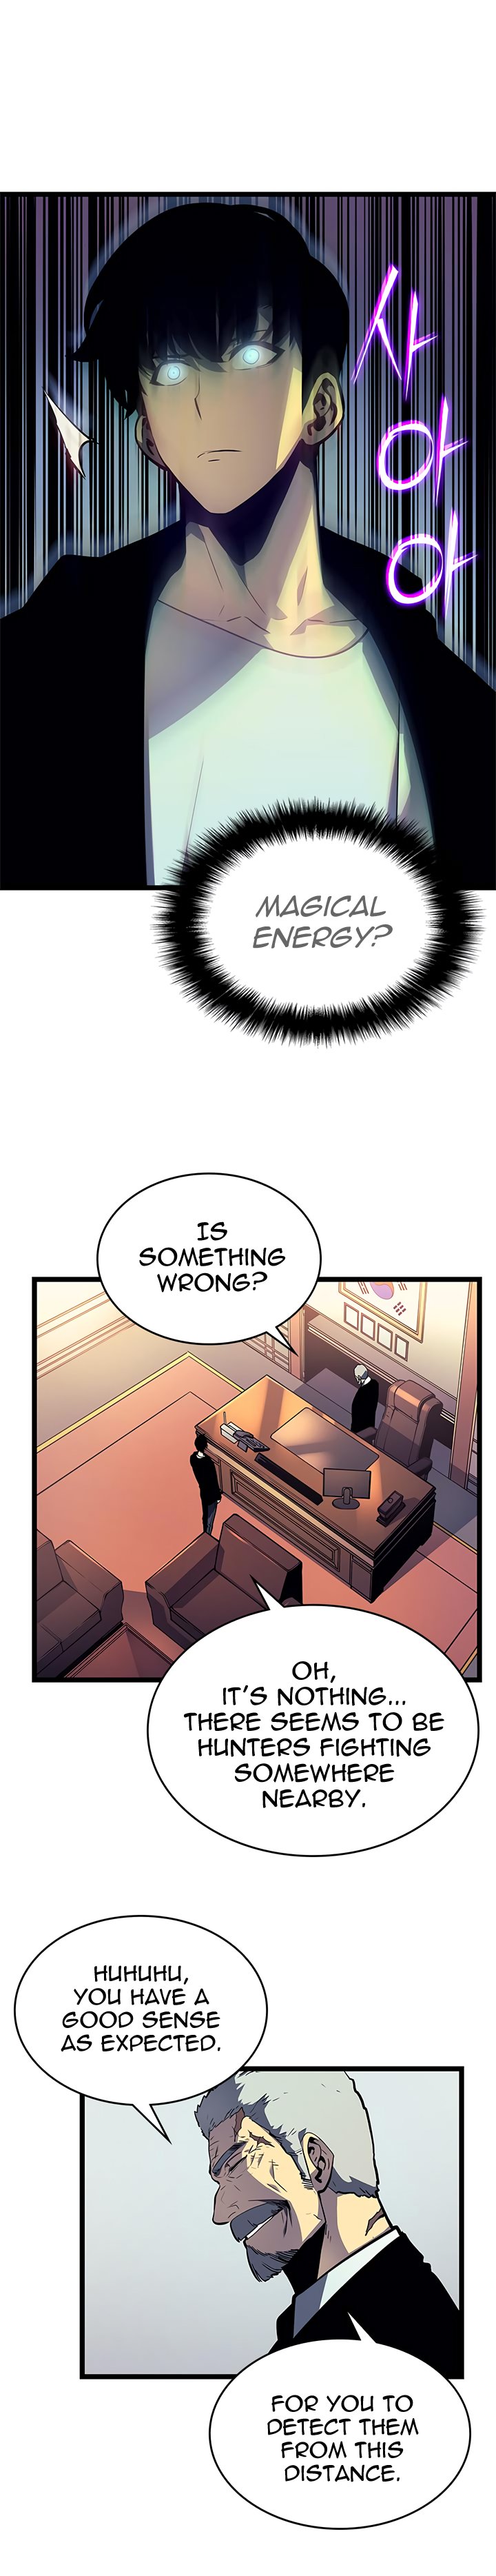 사
아
아
MAGICAL
ENERGY?
IS
SOMETHING
WRONG?
OH,
IT'S NOTHING...
THERE SEEMS TO BE
HUNTERS FIGHTING
SOMEWHERE
NEARBY.
HUHUHU,
YOU HAVE A
GOOD SENSE
AS EXPECTED.
FOR YOU TO
DETECT THEM
FROM THIS
DISTANCE.